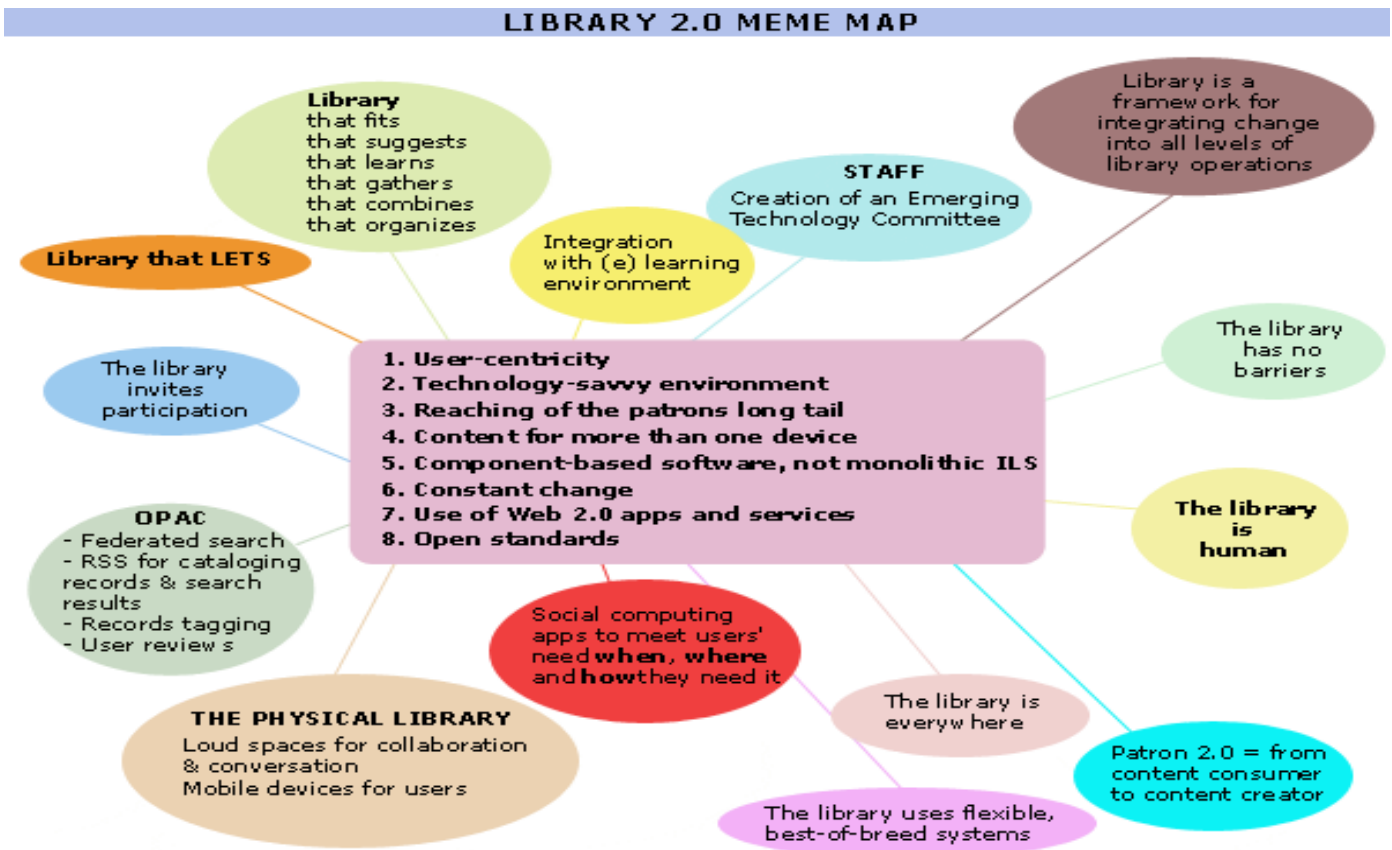 LIBRARY 2.0 MEME MAP
Library
that fits
that suggests
that learns
that gathers
that combines
that organizes
Library is a
framework for
integrating change
into all levels of
library operations
STAFF
Creation of an Emerging
Technology Committee
Integration
with (e) learning
environment
Library that LETS
The library
invites
participation
1. User-centricity
2. Technology-savvy environment
3. Reaching of the patrons long tail
4. Content for more than one device
5. Component-based software, not monolithic ILS
6. Constant change
7. Use of Web 2.0 apps and services
8. Open standards
The library
has no
barriers
The library
is
human
OPAC
- Federated search
- RSS for cataloging
records & search
results
- Records tagging
- User reviews
Social computing
apps to meet users'
need when, where
and how they need it
THE PHYSICAL LIBRARY
Loud spaces for collaboration
& conversation
Mobile devices for users
The library is
everywhere
Patron 2.0 = from
content consumer
to content creator
The library uses flexible,
best-of-breed systems